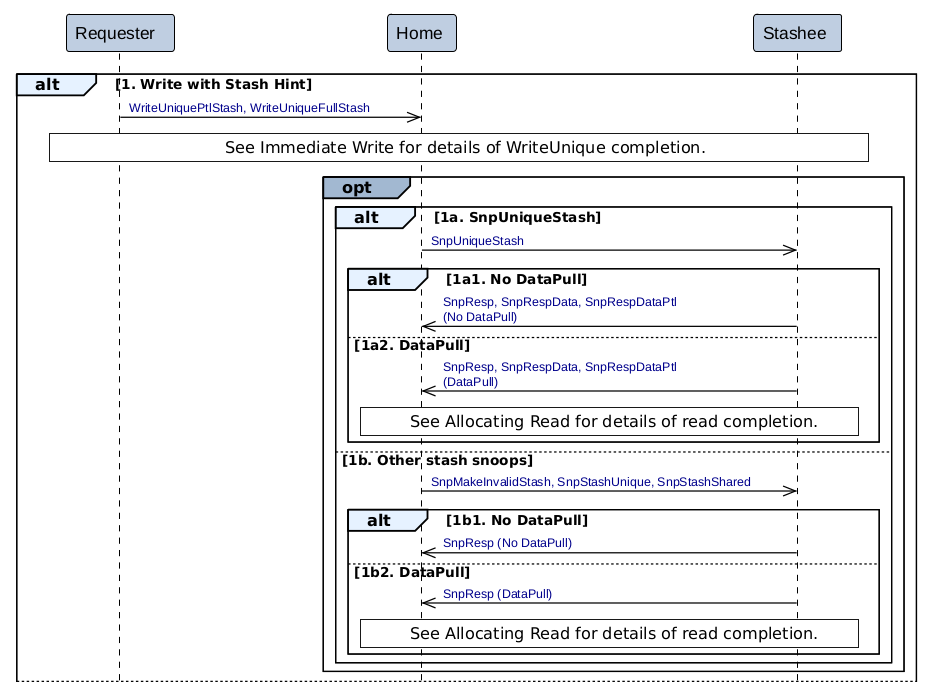 Requester Home Stashee
alt [1. Write with Stash Hint]
WriteUniquePtlStash, WriteUniqueFullStash
See Immediate Write for details of WriteUnique completion.
opt
alt [1a. SnpUniqueStash]
SnpUniqueStash
alt [1a1. No DataPull]
SnpResp, SnpRespData, SnpRespDataPtl
(No DataPull)
[1a2. DataPull]
SnpResp, SnpRespData, SnpRespDataPtl
(DataPull)
See Allocating Read for details of read completion.
[1b. Other stash snoops]
SnpMakeInvalidStash, SnpStashUnique, SnpStashShared
alt [1b1. No DataPull]
SnpResp (No DataPull)
[1b2. DataPull]
SnpResp (DataPull)
See Allocating Read for details of read completion.